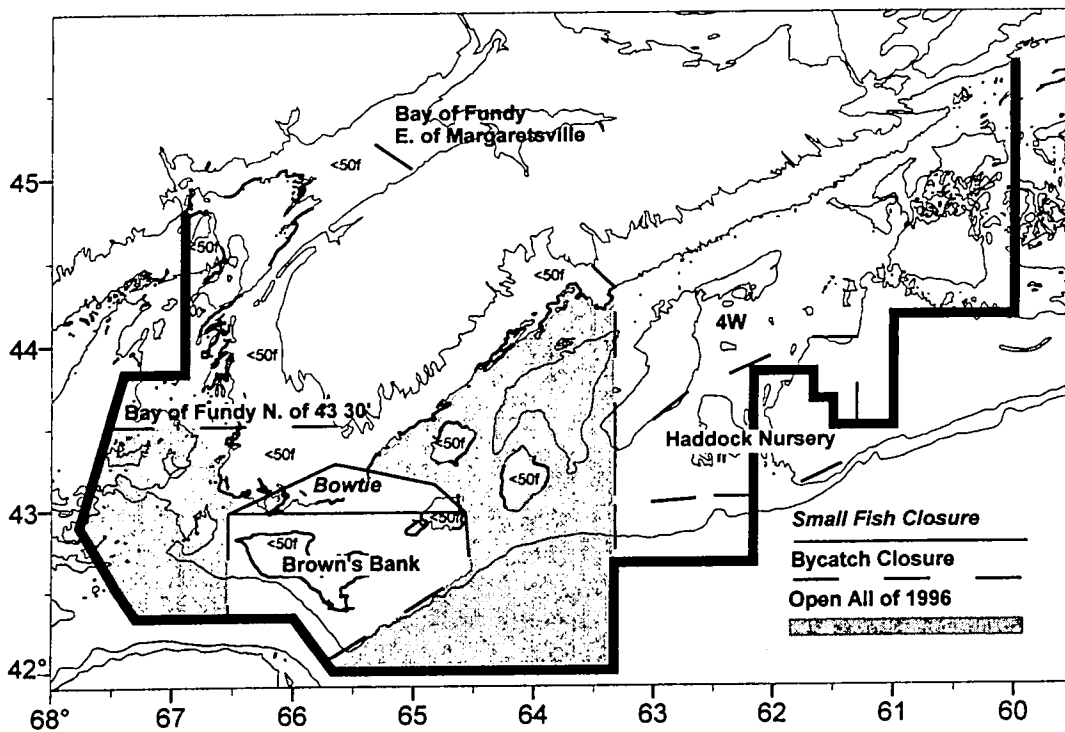 Bay of Fundy
E. of Margaretsville
<50f
45
<50f
<50f
44
4W
<50f
Bay of Fundy N. of 43 30'
<50f
<50f
Haddock Nursery
<50f
Bowtie
43
<50f
Small Fish Closure
<50f
Brown's Bank
Bycatch Closure
Open All of 1996
42°
68°
67
66
65
64
63
62
61
60